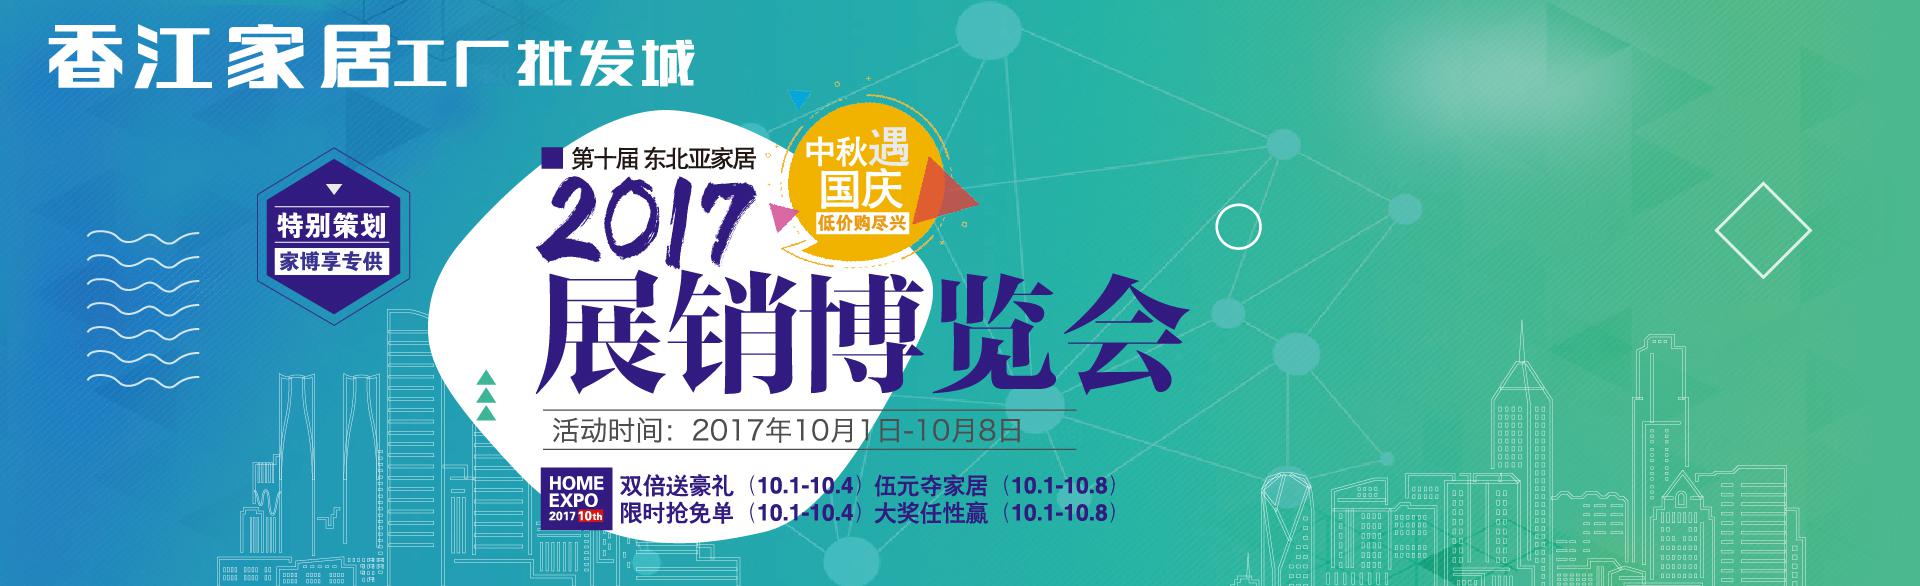 香江家居工厂批发城
特别策划
家博享专供
第十届 东北亚家居
2017
中秋遇
国庆
低价购尽兴
展销博览会
活动时间：2017年10月1日-10月8日
HOME
EXPO
2017 10th
双倍送豪礼（10.1-10.4）伍元夺家居（10.1-10.8）
限时抢免单（10.1-10.4）大奖任性赢（10.1-10.8）